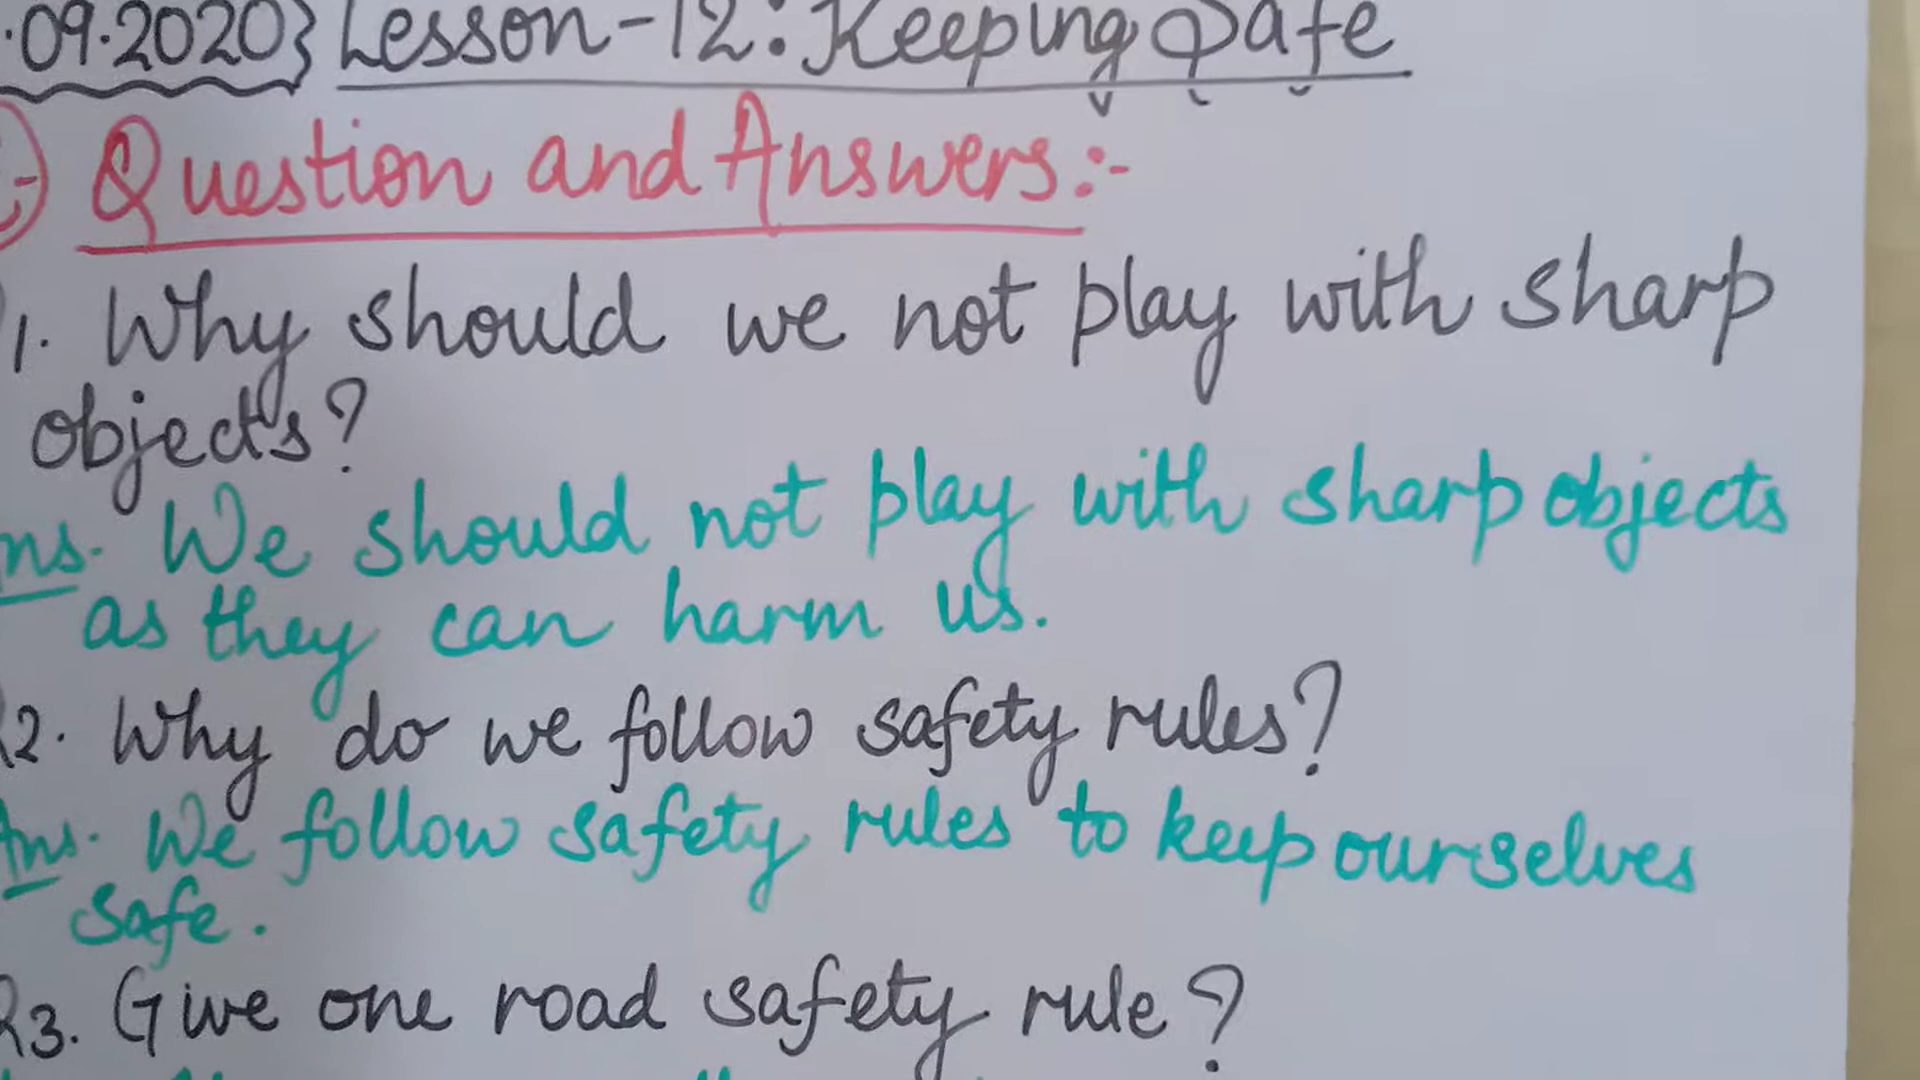 .09.2020} Lesson-12: Keeping Safe
Question and Answers:-
1. Why should we not play with sharp
objects?
ns. We should not play with sharp objects
as they can harm us.
2. Why do we follow safety rules?
Ans. We follow safety rules to keep ourselves
safe.
3. Give one road safety rule?